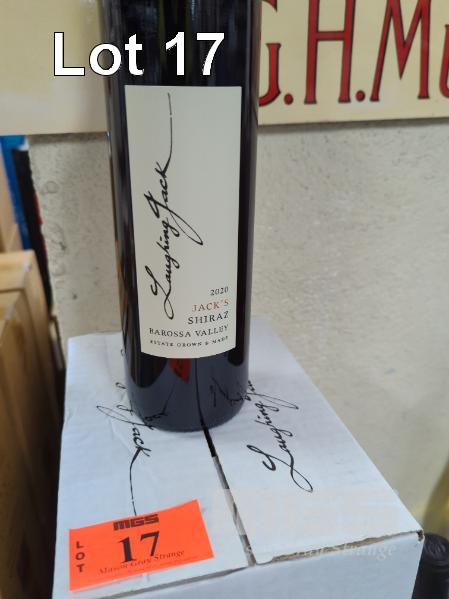 Lot 17
G.H.Mu
Laughing Jack
2020
JACK'S
SHIRAZ
BAROSSA VALLEY
ESTATE GROWN & MADE
Jack
Laughing
MGS
LOT
17
Mason Gray Strange